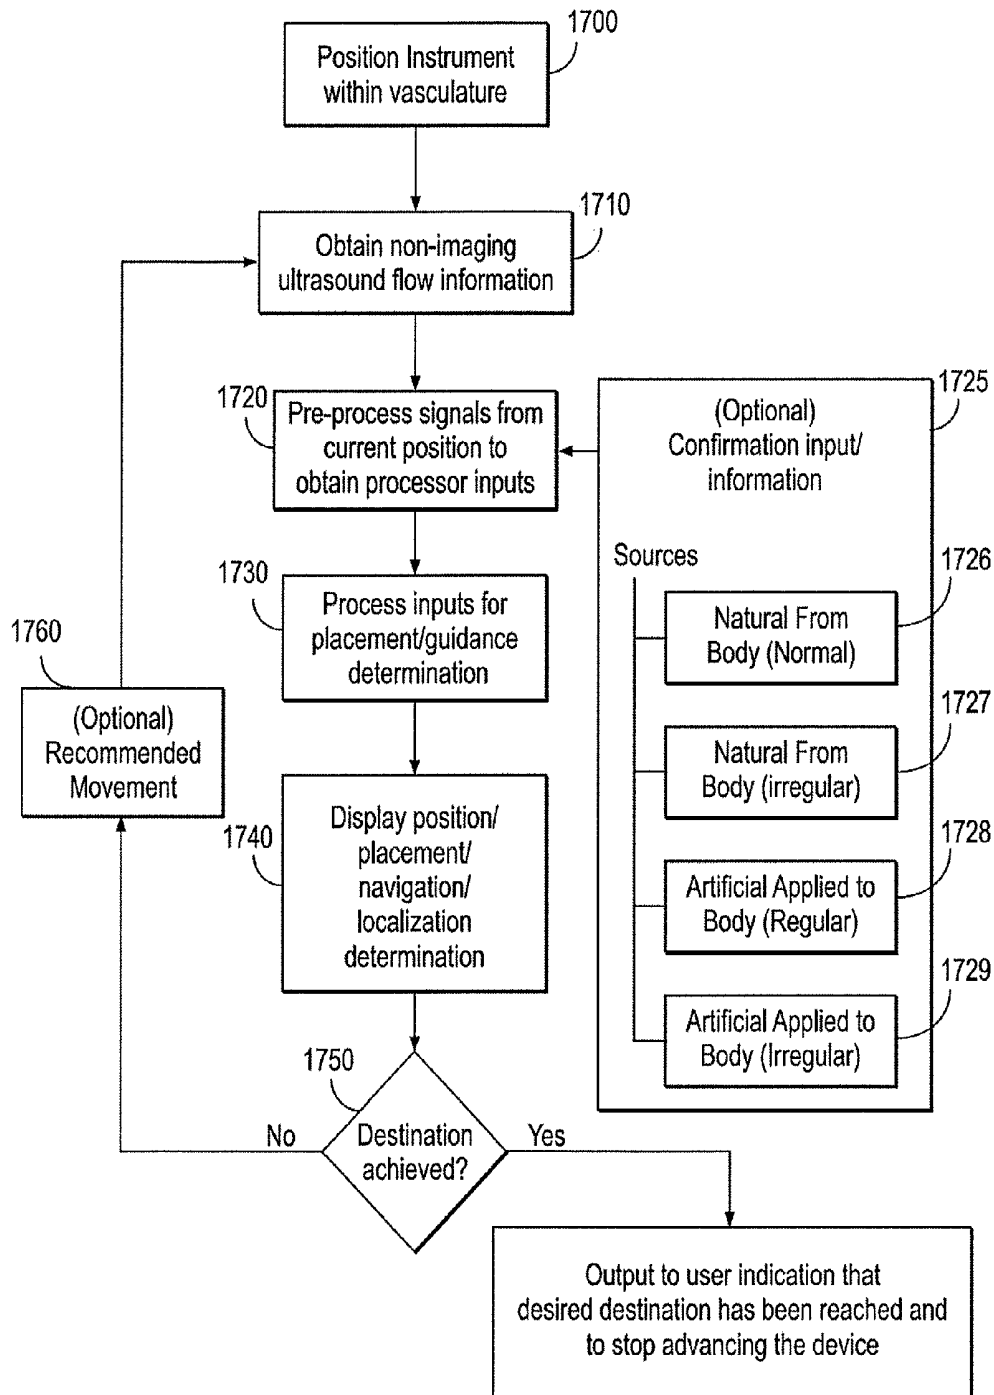 1700
Position Instrument
within vasculature
1710
Obtain non-imaging
ultrasound flow information
1720
Pre-process signals from
current position to
obtain processor inputs
1725
(Optional)
Confirmation input/
information
Sources
1726
Natural From
Body (Normal)
1727
Natural From
Body (irregular)
1728
Artificial Applied to
Body (Regular)
1729
Artificial Applied to
Body (Irregular)
1730
Process inputs for
placement/guidance
determination
1760
(Optional)
Recommended
Movement
1740
Display position/
placement/
navigation/
localization
determination
1750
Destination
achieved?
No
Yes
Output to user indication that
desired destination has been reached and
to stop advancing the device